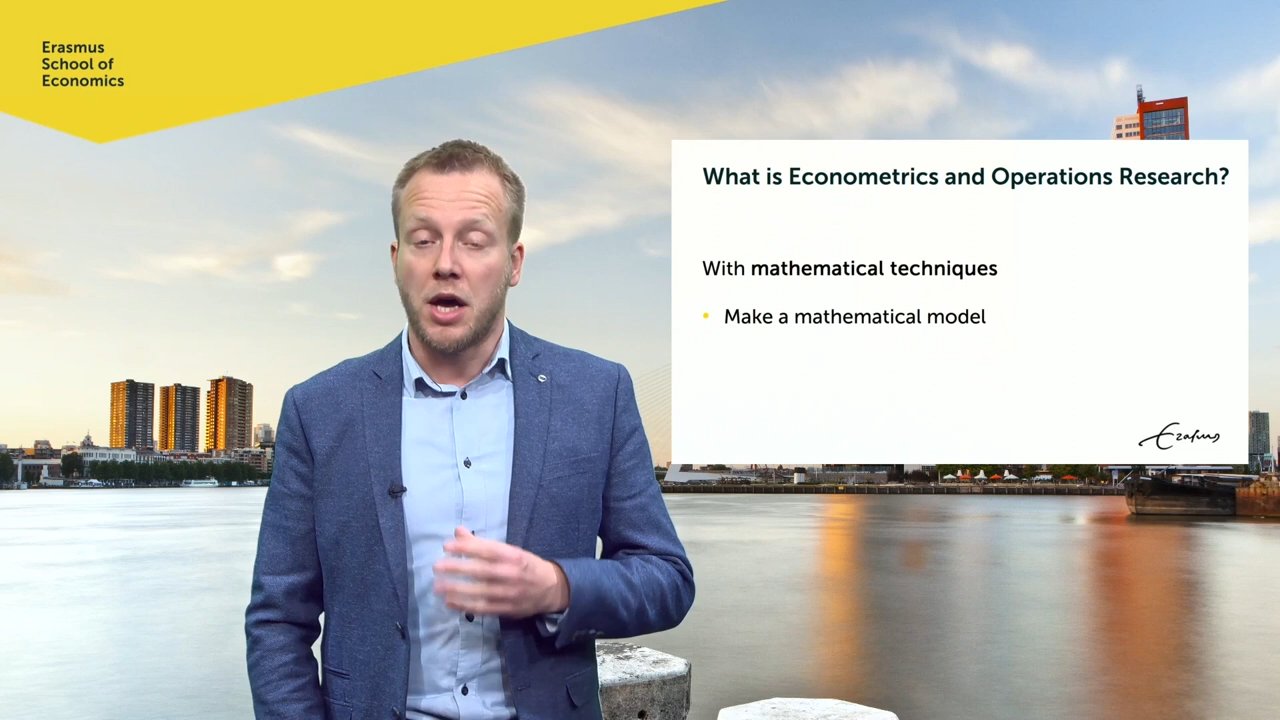 Erasmus
School of
Economics
What is Econometrics and Operations Research?
With mathematical techniques
• Make a mathematical model
Erasmus